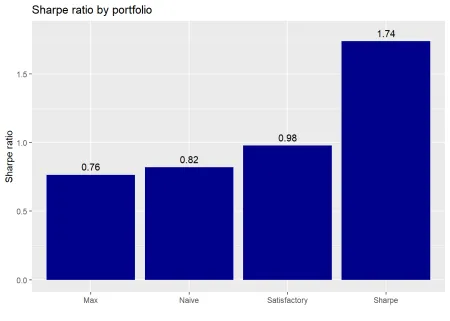 Sharpe ratio by portfolio
1.74
0.98
0.82
0.76
Sharpe ratio
1.5
1.0
0.5
0.0
Max
Naive
Satisfactory
Sharpe